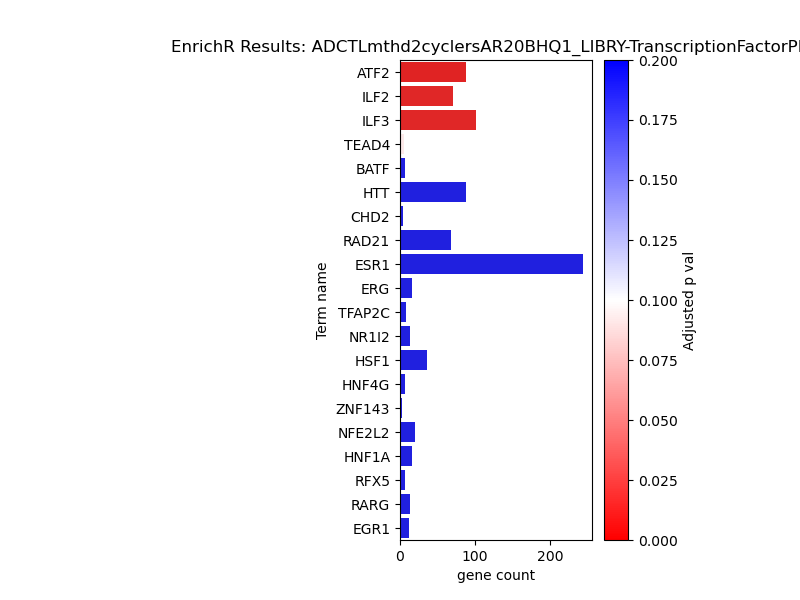 EnrichR Results: ADCTLmthd2cyclersAR20BHQ1_LIBRY-TranscriptionFactorP
Term name
ATF2
ILF2
ILF3
TEAD4
BATF
HTT
CHD2
RAD21
ESR1
ERG
TFAP2C
NR1I2
HSF1
HNF4G
ZNF143
NFE2L2
HNF1A
RFX5
RARG
EGR1
0 100 200
gene count
0.200
0.175
0.150
0.125
0.100
0.075
0.050
0.025
0.000
Adjusted p val